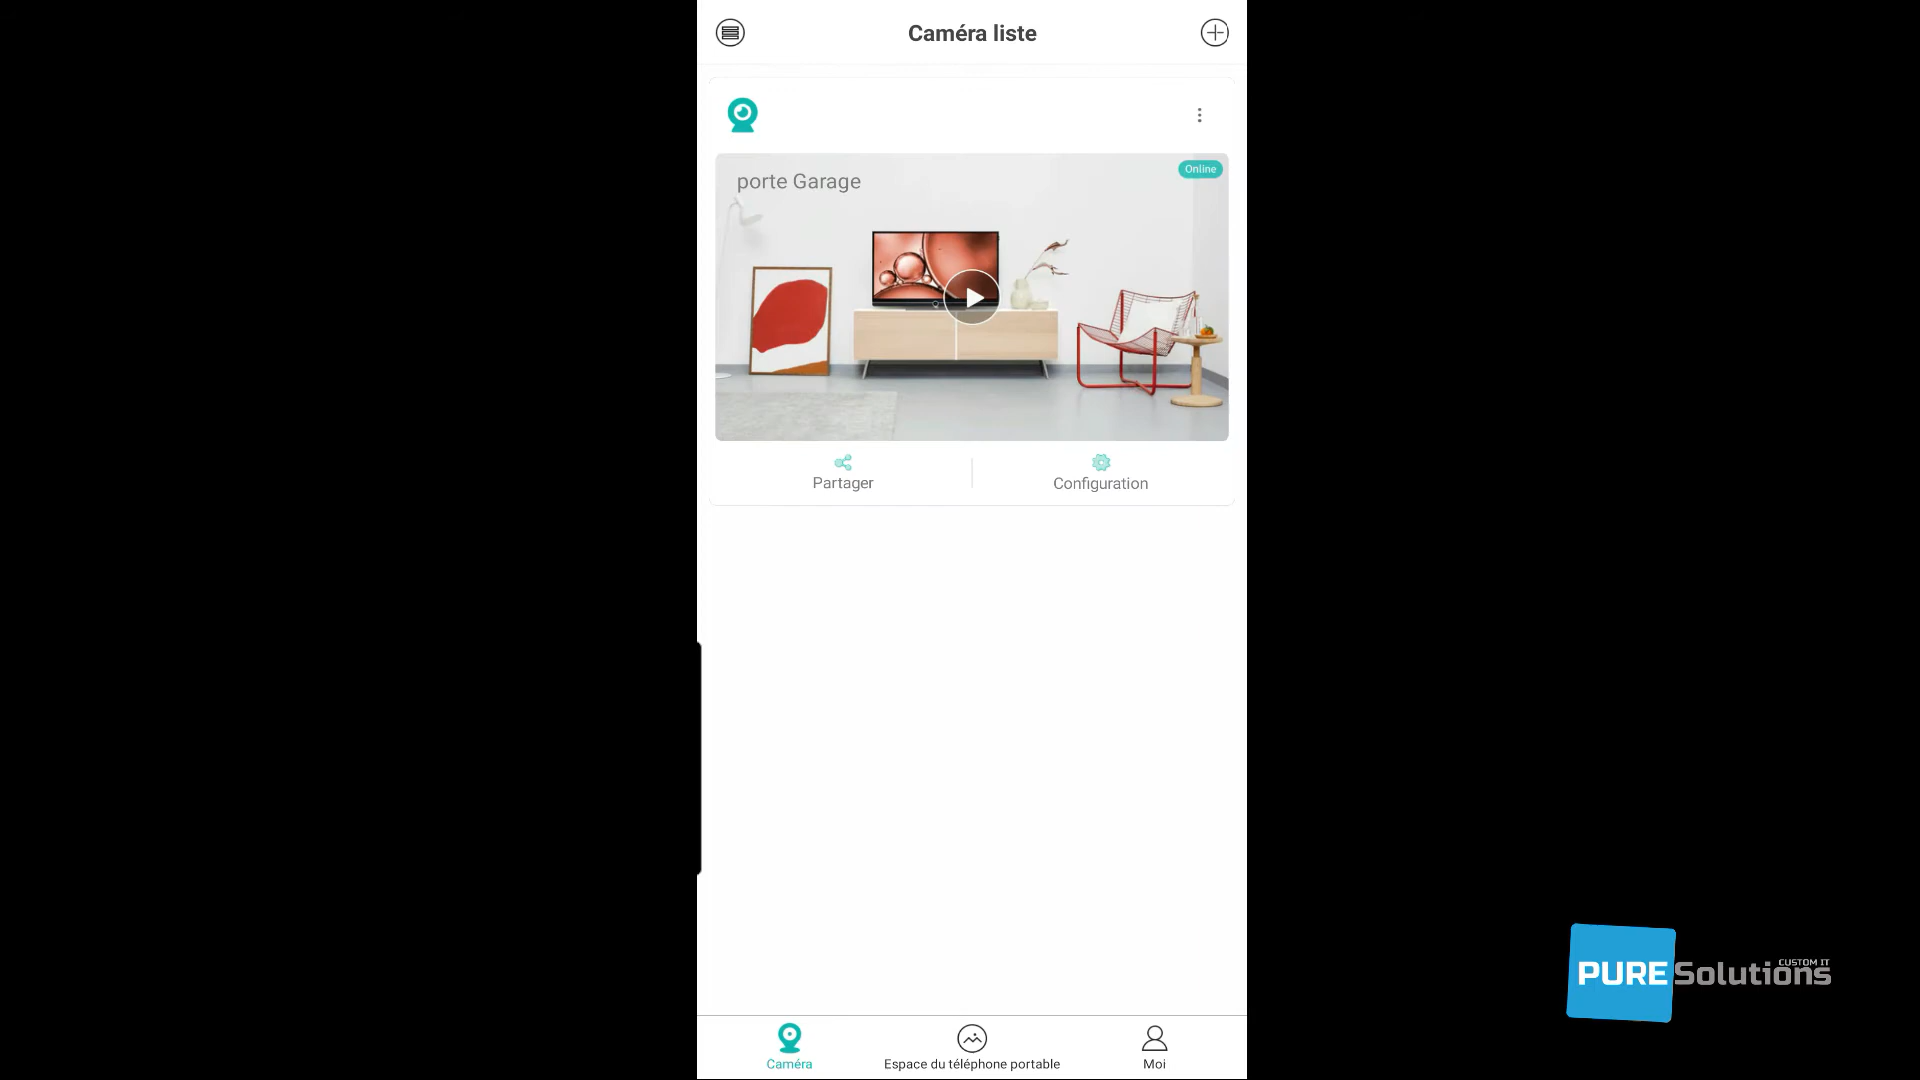 Caméra liste
porte Garage
Online
Partager
Configuration
CUSTOM IT
PURE Solutions
Caméra
Espace du téléphone portable
Moi